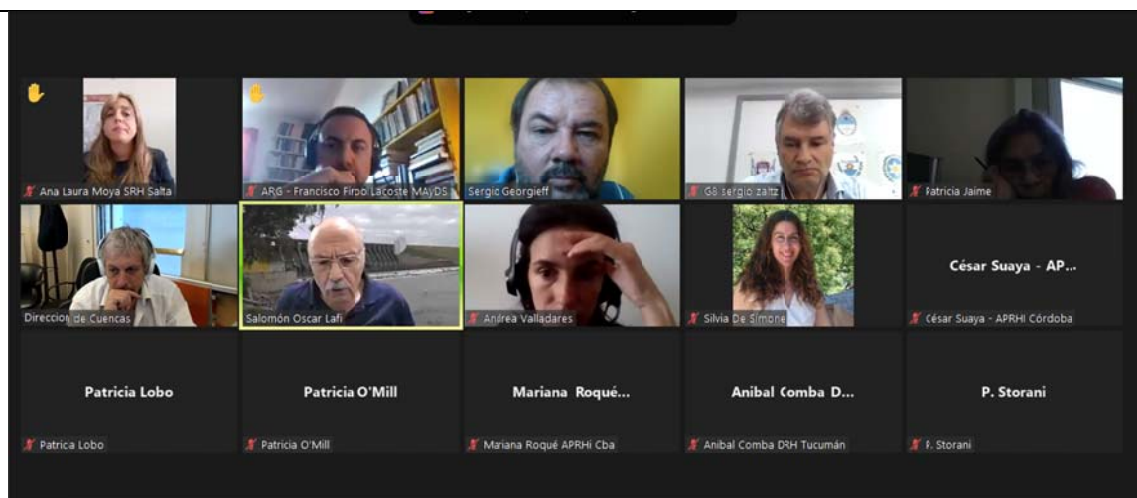 Ana Laura Moya SRH Salta
ARG - Francisco Firpo Lacoste MAyDS
Sergio Georgieff
G8 sergio zaltz
Patricia Jaime
Direccion de Cuencas
Salomón Oscar Lafi
Andrea Valladares
Silvia De Simone
César Suaya - AP...
César Suaya - APRHI Córdoba
Patricia Lobo
Patricia O'Mill
Mariana Roqué...
Anibal Comba D...
P. Storani
Patrica Lobo
Patricia O'Mill
Mariana Roqué APRHi Cba
Anibal Comba DRH Tucumán
P. Storani